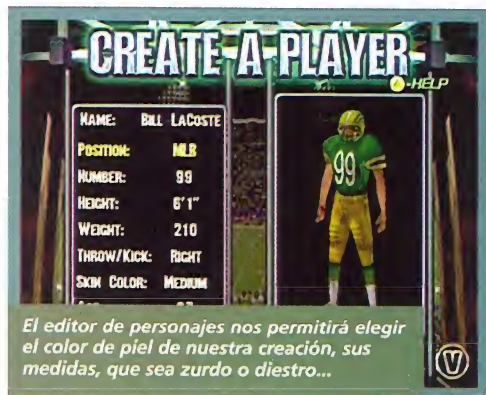 CREATE-A-PLAYER
-HELP
NAME: BILL LACOSTE
POSITION: MLB
NUMBER: 99
HEIGHT: 6'1"
WEIGHT: 210
THROW/KICK: RIGHT
SKIN COLOR: MEDIUM
99
El editor de personajes nos permitirá elegir
el color de piel de nuestra creación, sus
medidas, que sea zurdo o diestro...
V